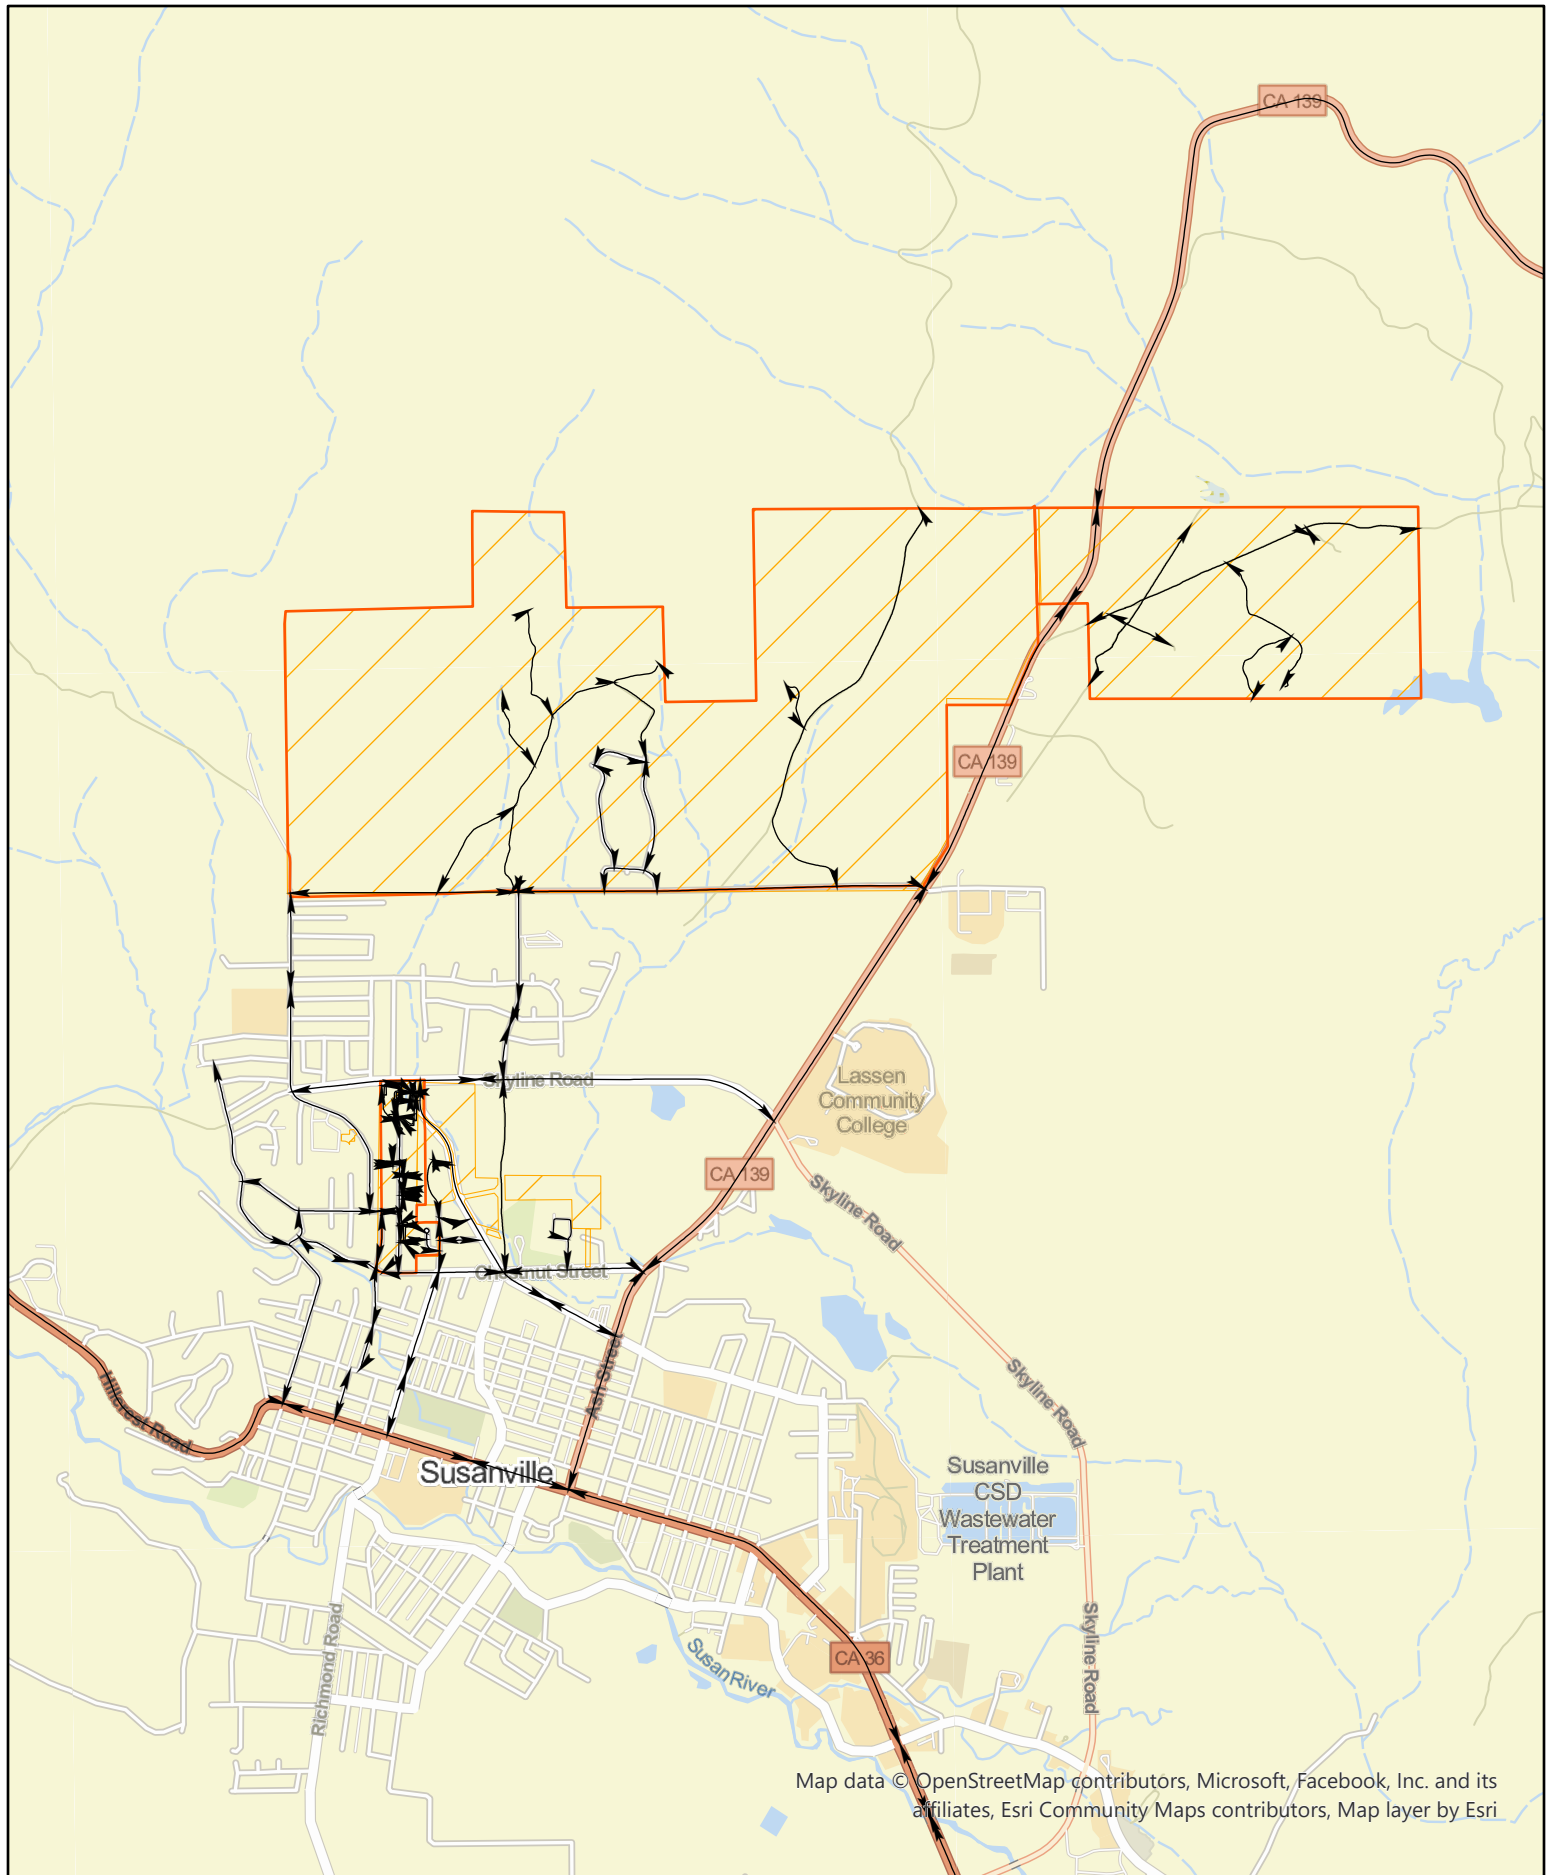 CA 139
CA 139
Skyline Road
Lassen
Community
College
CA 139
Skyline Road
Chestnut Street
Ash Street
Skyline Road
Hillcrest Road
Susanville
Susanville
CSD
Wastewater
Treatment
Plant
Richmond Road
Skyline Road
Susan River
CA 36
Map data © OpenStreetMap contributors, Microsoft, Facebook, Inc. and its
affiliates, Esri Community Maps contributors, Map layer by Esri